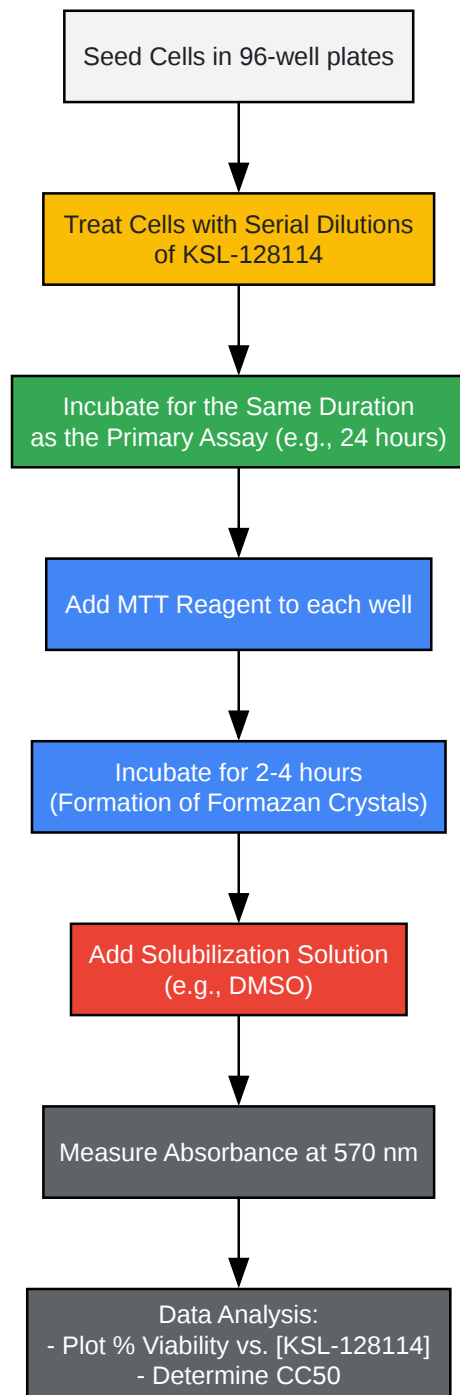 Seed Cells in 96-well plates
Treat Cells with Serial Dilutions
of KSL-128114
Incubate for the Same Duration
as the Primary Assay (e.g., 24 hours)
Add MTT Reagent to each well
Incubate for 2-4 hours
(Formation of Formazan Crystals)
Add Solubilization Solution
(e.g., DMSO)
Measure Absorbance at 570 nm
Data Analysis:
- Plot % Viability vs. [KSL-128114]
- Determine CC50